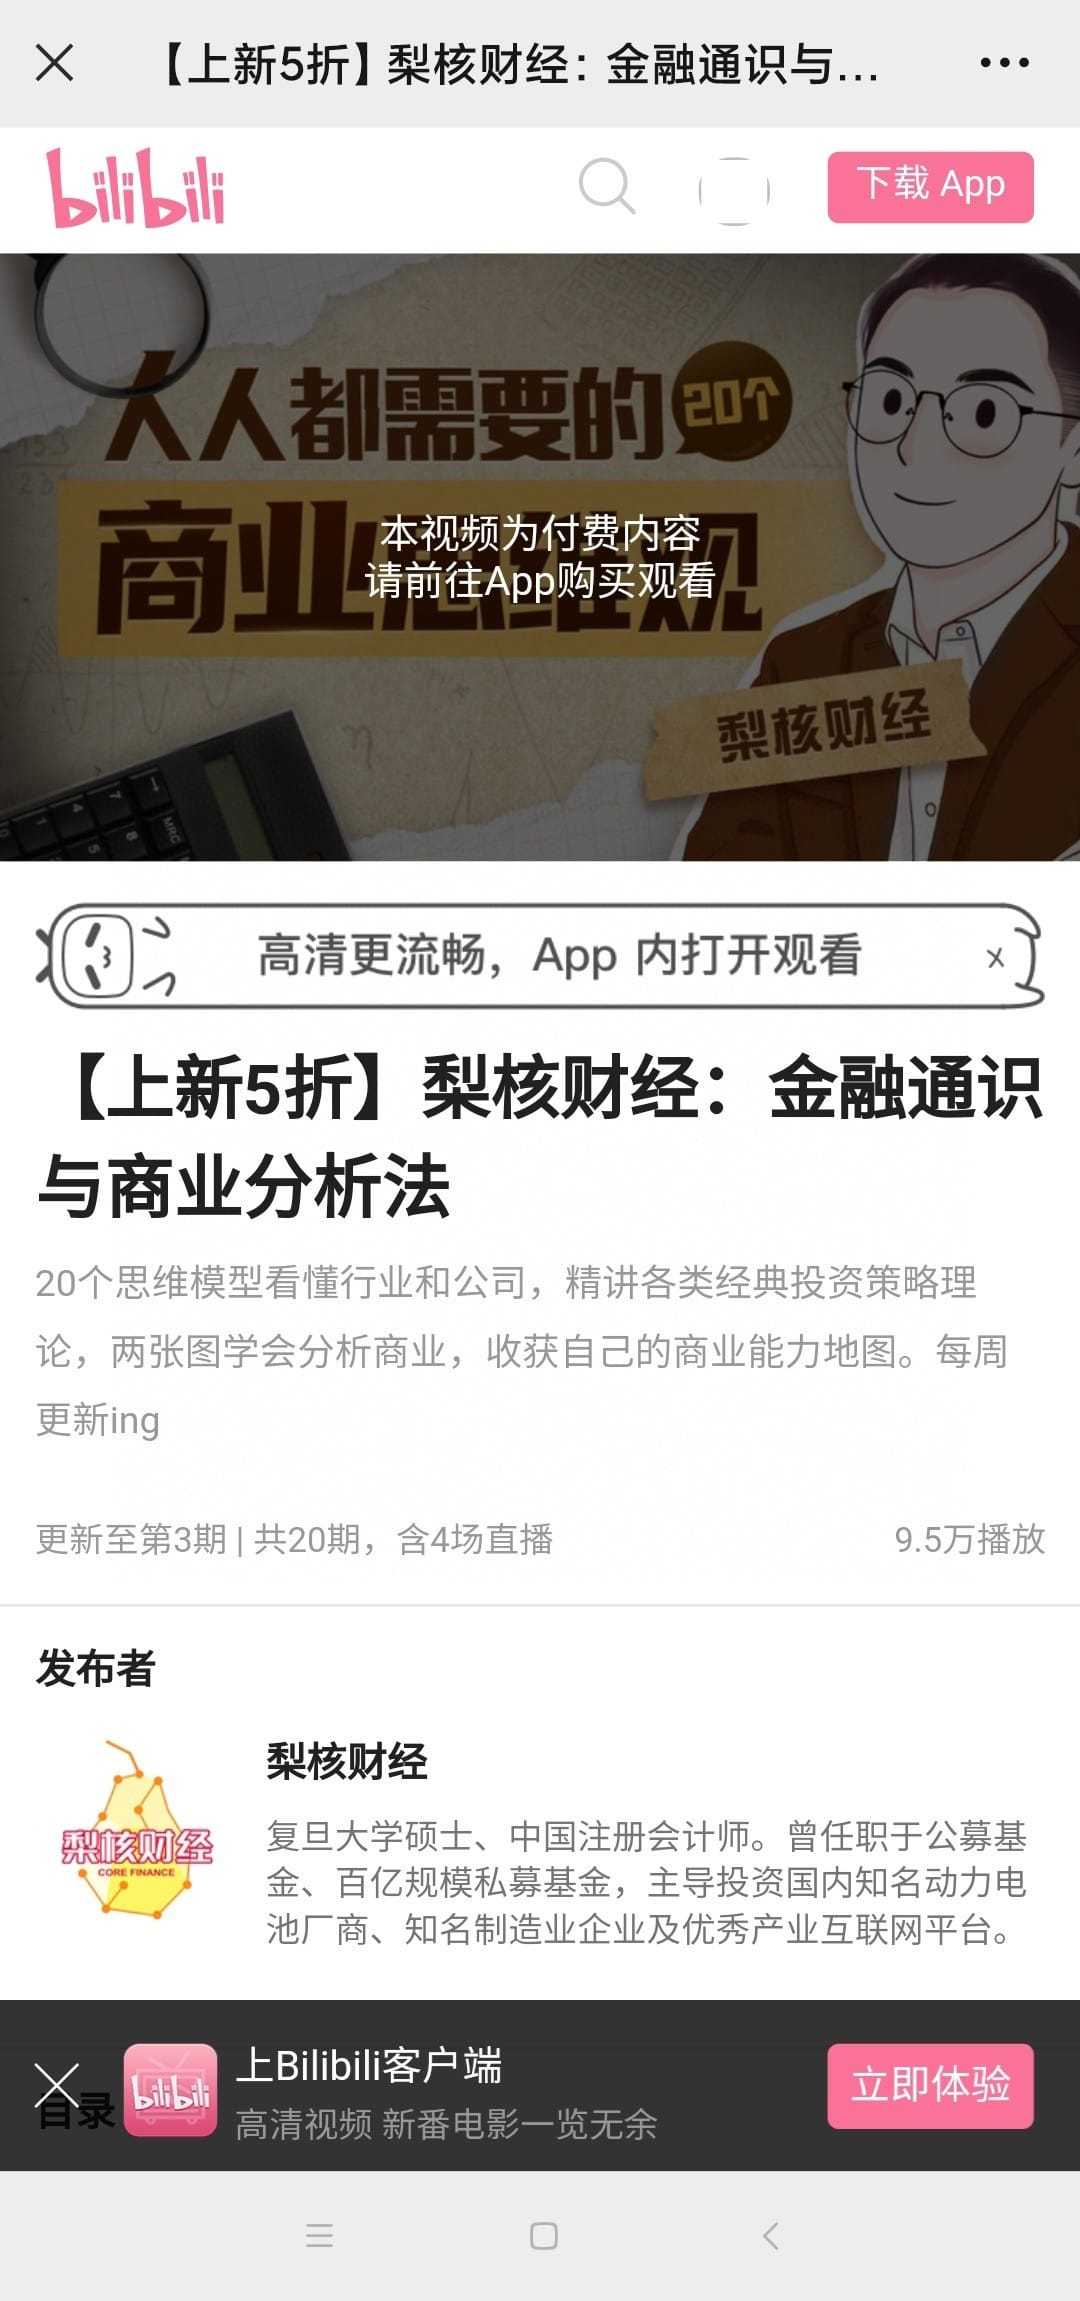 【上新5折】梨核财经：金融通识与...
bilibili
下载 App
人人都需要的20个
商业思维观
本视频为付费内容
请前往App购买观看
梨核财经
高清更流畅，App 内打开观看
【上新5折】梨核财经：金融通识
与商业分析法
20个思维模型看懂行业和公司，精讲各类经典投资策略理
论，两张图学会分析商业，收获自己的商业能力地图。每周
更新ing
更新至第3期 | 共20期，含4场直播
9.5万播放
发布者
梨核财经
CORE FINANCE
梨核财经
复旦大学硕士、中国注册会计师。曾任职于公募基
金、百亿规模私募基金，主导投资国内知名动力电
池厂商、知名制造业企业及优秀产业互联网平台。
目录
bilibili
上Bilibili客户端
高清视频 新番电影一览无余
立即体验